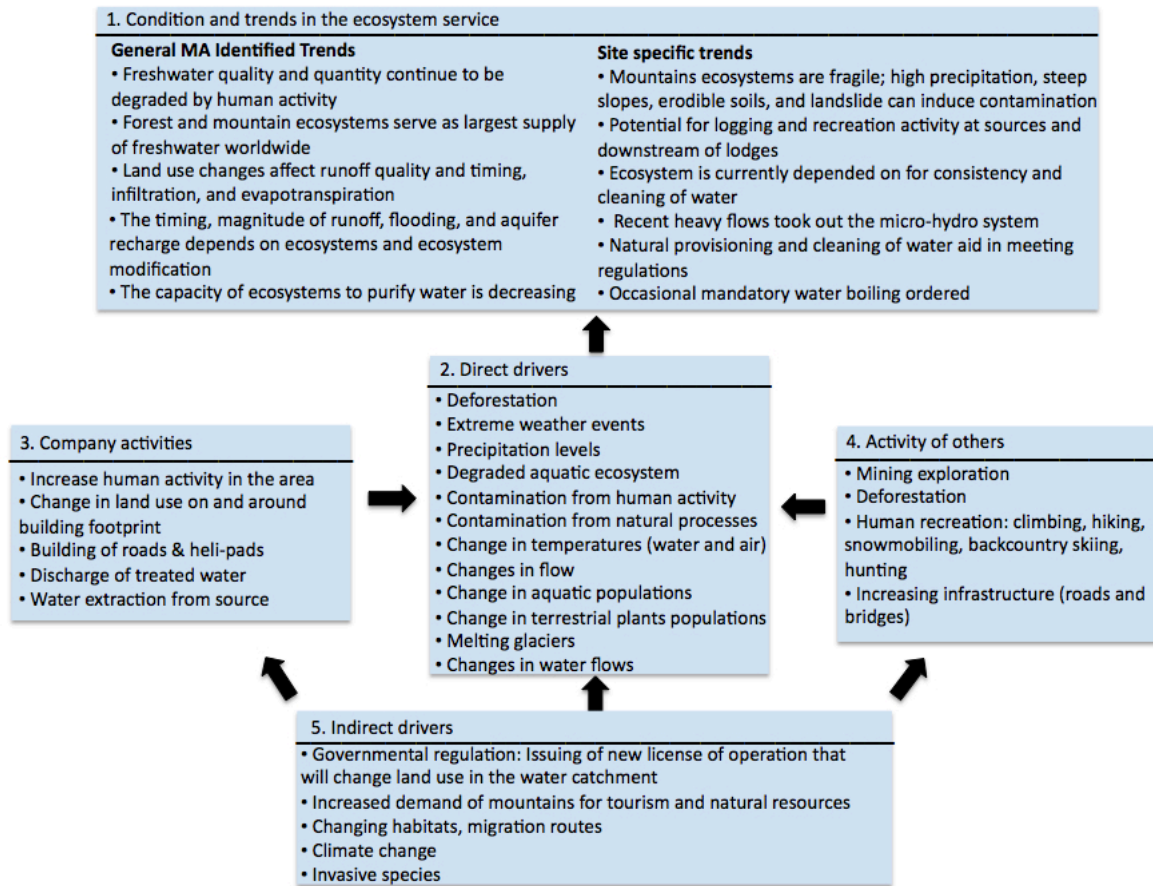 1. Condition and trends in the ecosystem service
General MA Identified Trends
• Freshwater quality and quantity continue to be
degraded by human activity
• Forest and mountain ecosystems serve as largest supply
of freshwater worldwide
• Land use changes affect runoff quality and timing,
infiltration, and evapotranspiration
• The timing, magnitude of runoff, flooding, and aquifer
recharge depends on ecosystems and ecosystem
modification
• The capacity of ecosystems to purify water is decreasing
Site specific trends
• Mountains ecosystems are fragile; high precipitation, steep
slopes, erodible soils, and landslide can induce contamination
• Potential for logging and recreation activity at sources and
downstream of lodges
• Ecosystem is currently depended on for consistency and
cleaning of water
• Recent heavy flows took out the micro-hydro system
• Natural provisioning and cleaning of water aid in meeting
regulations
• Occasional mandatory water boiling ordered
2. Direct drivers
• Deforestation
• Extreme weather events
• Precipitation levels
• Degraded aquatic ecosystem
• Contamination from human activity
• Contamination from natural processes
• Change in temperatures (water and air)
• Changes in flow
• Change in aquatic populations
• Change in terrestrial plants populations
• Melting glaciers
• Changes in water flows
3. Company activities
• Increase human activity in the area
• Change in land use on and around
building footprint
• Building of roads & heli-pads
• Discharge of treated water
• Water extraction from source
4. Activity of others
• Mining exploration
• Deforestation
• Human recreation: climbing, hiking,
snowmobiling, backcountry skiing,
hunting
• Increasing infrastructure (roads and
bridges)
5. Indirect drivers
• Governmental regulation: Issuing of new license of operation that
will change land use in the water catchment
• Increased demand of mountains for tourism and natural resources
• Changing habitats, migration routes
• Climate change
• Invasive species